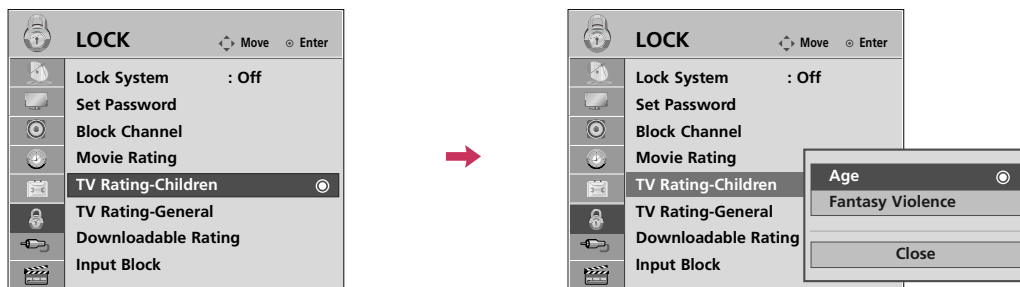 LOCK
Move Enter
Lock System : Off
Set Password
Block Channel
Movie Rating
TV Rating-Children
TV Rating-General
Downloadable Rating
Input Block
LOCK
Move Enter
Lock System : Off
Set Password
Block Channel
Movie Rating
TV Rating-Children
TV Rating-General
Downloadable Rating
Input Block
Age
Fantasy Violence
Close